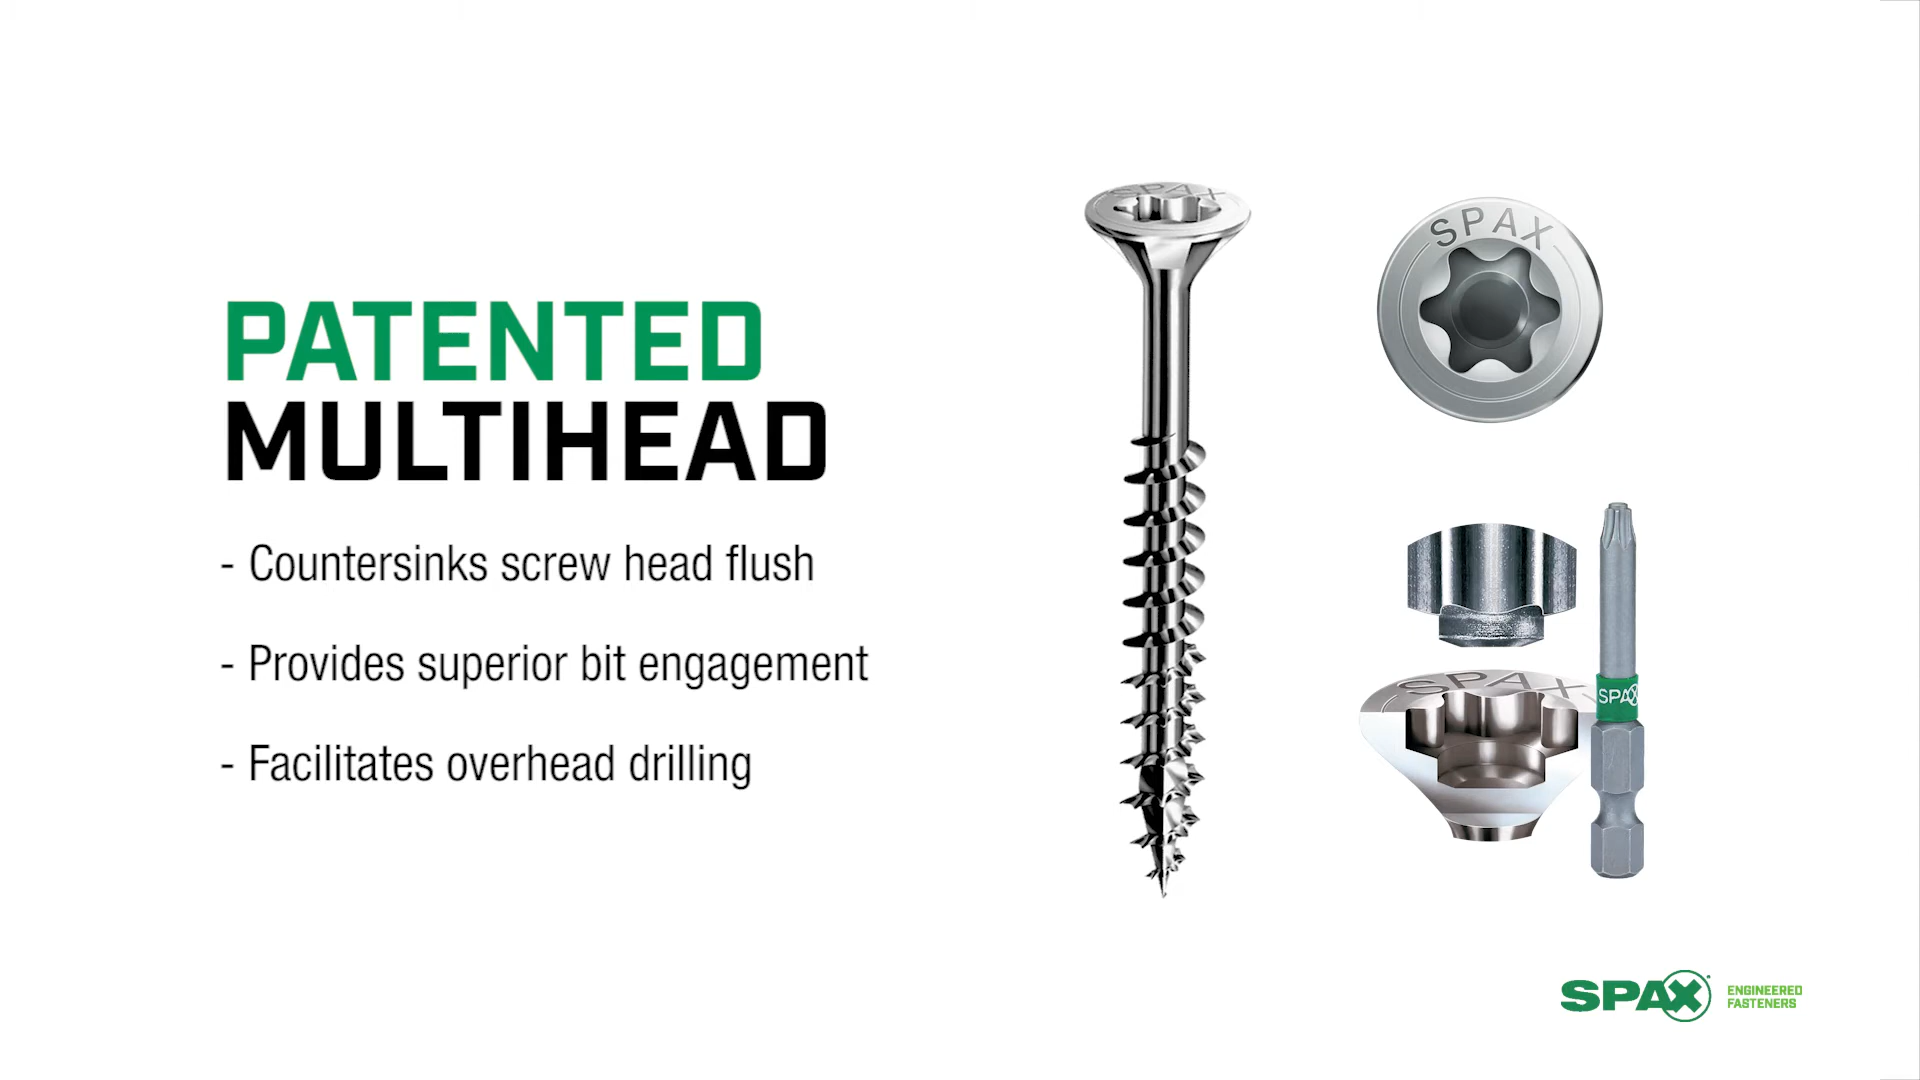 PATENTED
MULTIHEAD
- Countersinks screw head flush
- Provides superior bit engagement
- Facilitates overhead drilling
SPAX
SPAX
SPAX
SPAX
SPAX ENGINEERED
FASTENERS